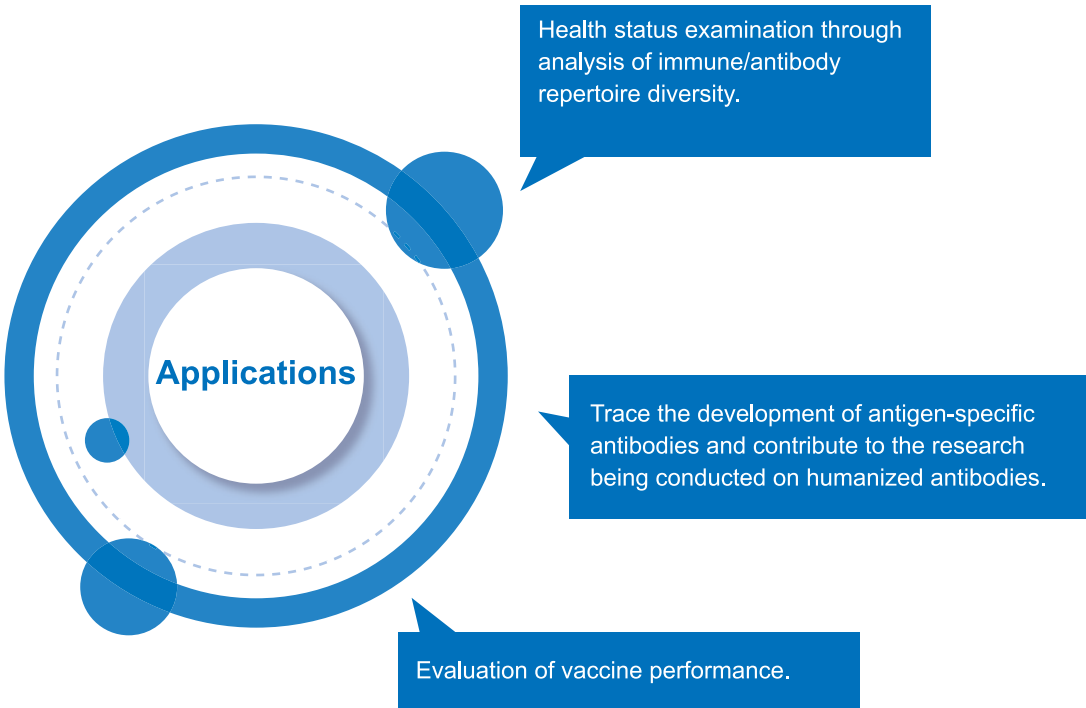 Health status examination through
analysis of immune/antibody
repertoire diversity.
Applications
Trace the development of antigen-specific
antibodies and contribute to the research
being conducted on humanized antibodies.
Evaluation of vaccine performance.